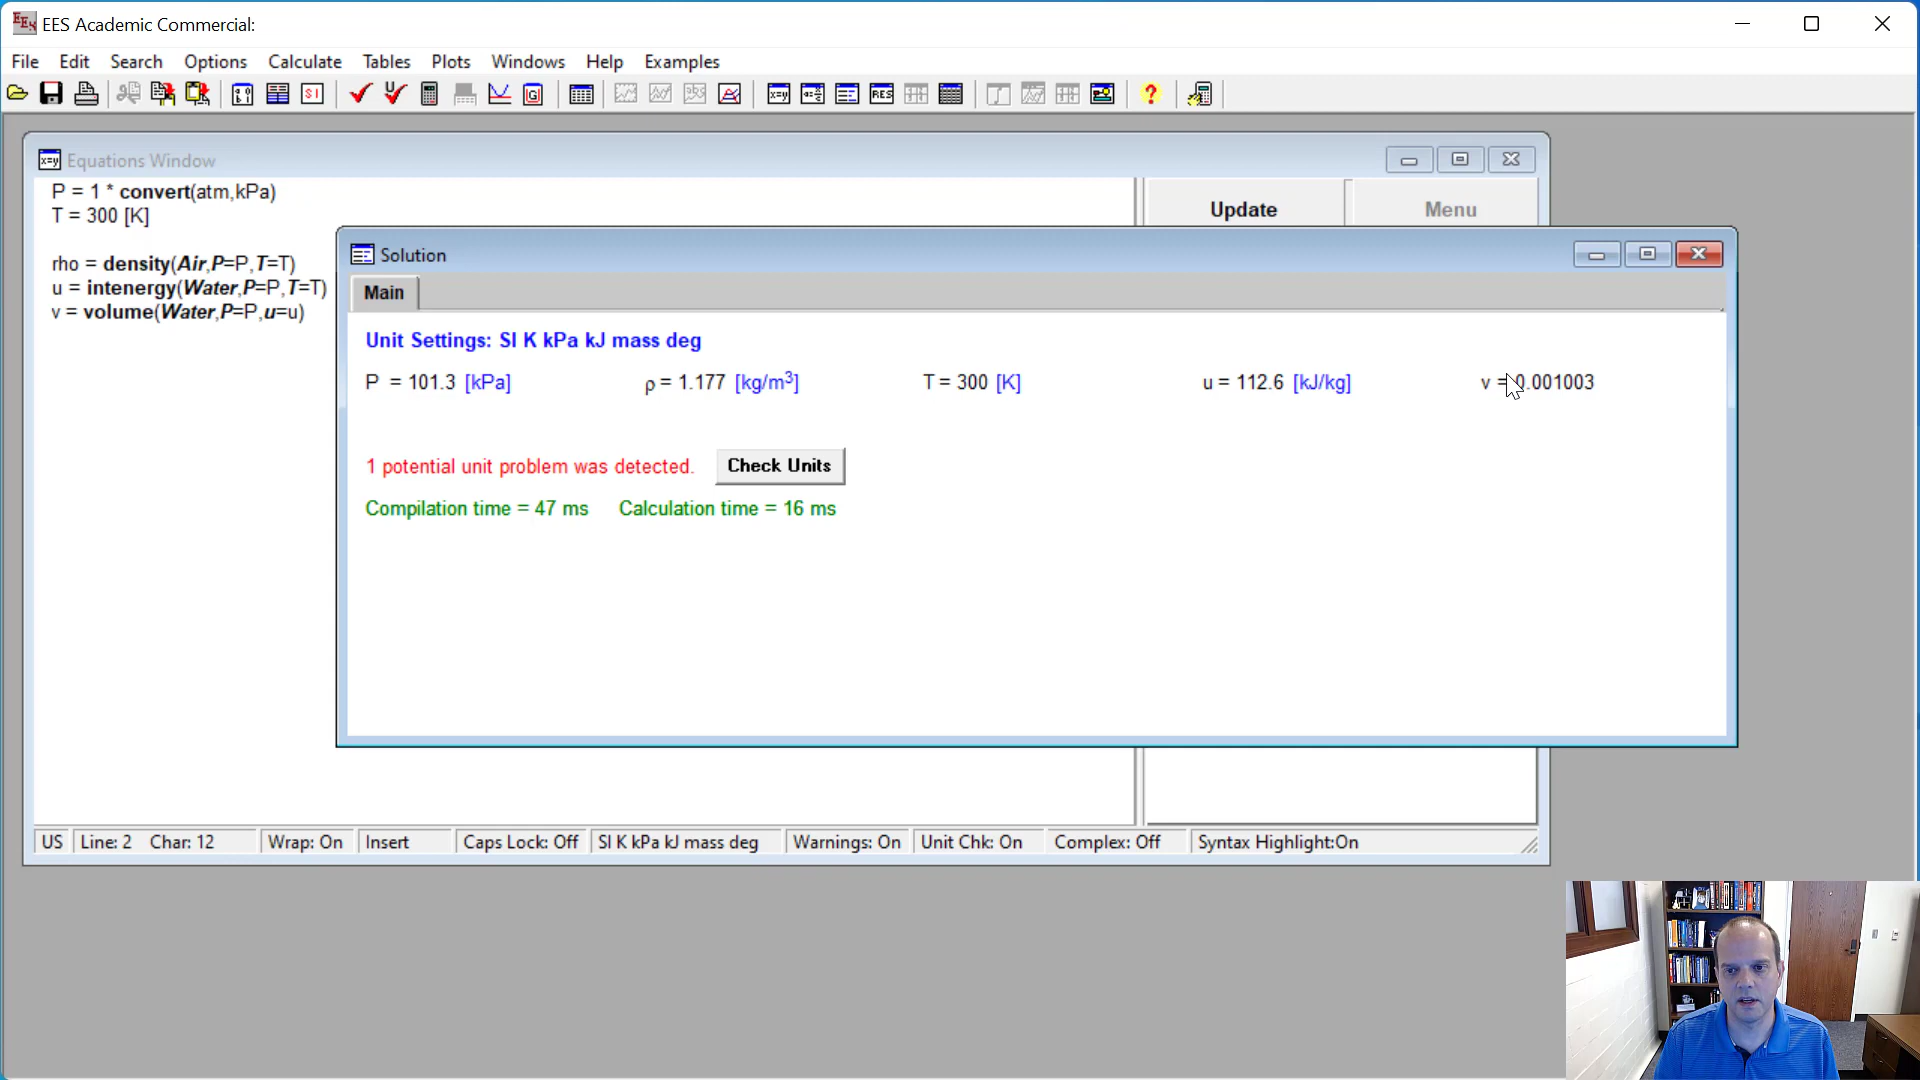 EES Academic Commercial:
File Edit Search Options Calculate Tables Plots Windows Help Examples
Equations Window
P = 1 * convert(atm,kPa)
T = 300 [K]
rho = density(Air,P=P,T=T)
u = intenergy(Water,P=P,T=T)
v = volume(Water,P=P,u=u)
Update Menu
Solution
Main
Unit Settings: SI K kPa kJ mass deg
P = 101.3 [kPa] ρ = 1.177 [kg/m³] T = 300 [K] u = 112.6 [kJ/kg] v = 0.001003
1 potential unit problem was detected. Check Units
Compilation time = 47 ms Calculation time = 16 ms
US Line: 2 Char: 12 Wrap: On Insert Caps Lock: Off SI K kPa kJ mass deg Warnings: On Unit Chk: On Complex: Off Syntax Highlight:On